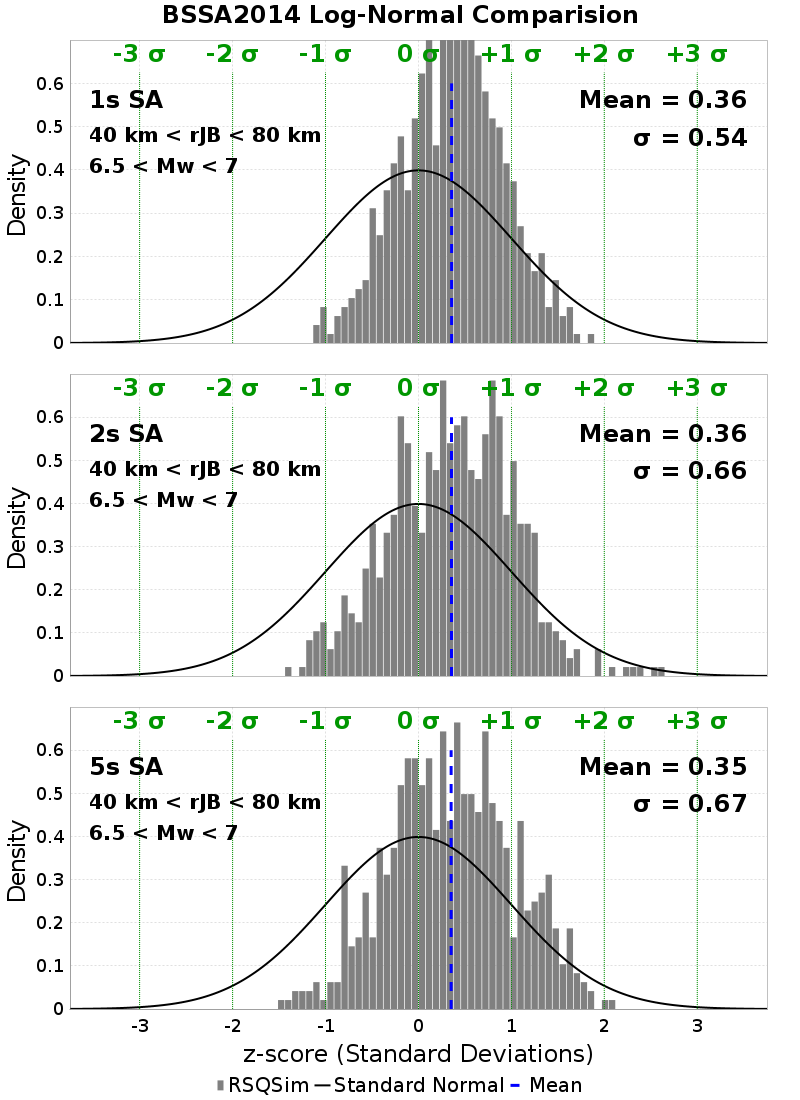 BSSA2014 Log-Normal Comparision
-3 σ -2 σ -1 σ 0 σ +1 σ +2 σ +3 σ
1s SA
Mean = 0.36
40 km < rJB < 80 km
σ = 0.54
6.5 < Mw < 7
Density
0.6
0.5
0.4
0.3
0.2
0.1
0
-3 σ -2 σ -1 σ 0 σ +1 σ +2 σ +3 σ
2s SA
Mean = 0.36
40 km < rJB < 80 km
σ = 0.66
6.5 < Mw < 7
Density
0.6
0.5
0.4
0.3
0.2
0.1
0
-3 σ -2 σ -1 σ 0 σ +1 σ +2 σ +3 σ
5s SA
Mean = 0.35
40 km < rJB < 80 km
σ = 0.67
6.5 < Mw < 7
Density
0.6
0.5
0.4
0.3
0.2
0.1
0
-3 -2 -1 0 1 2 3
z-score (Standard Deviations)
RSQSim Standard Normal Mean